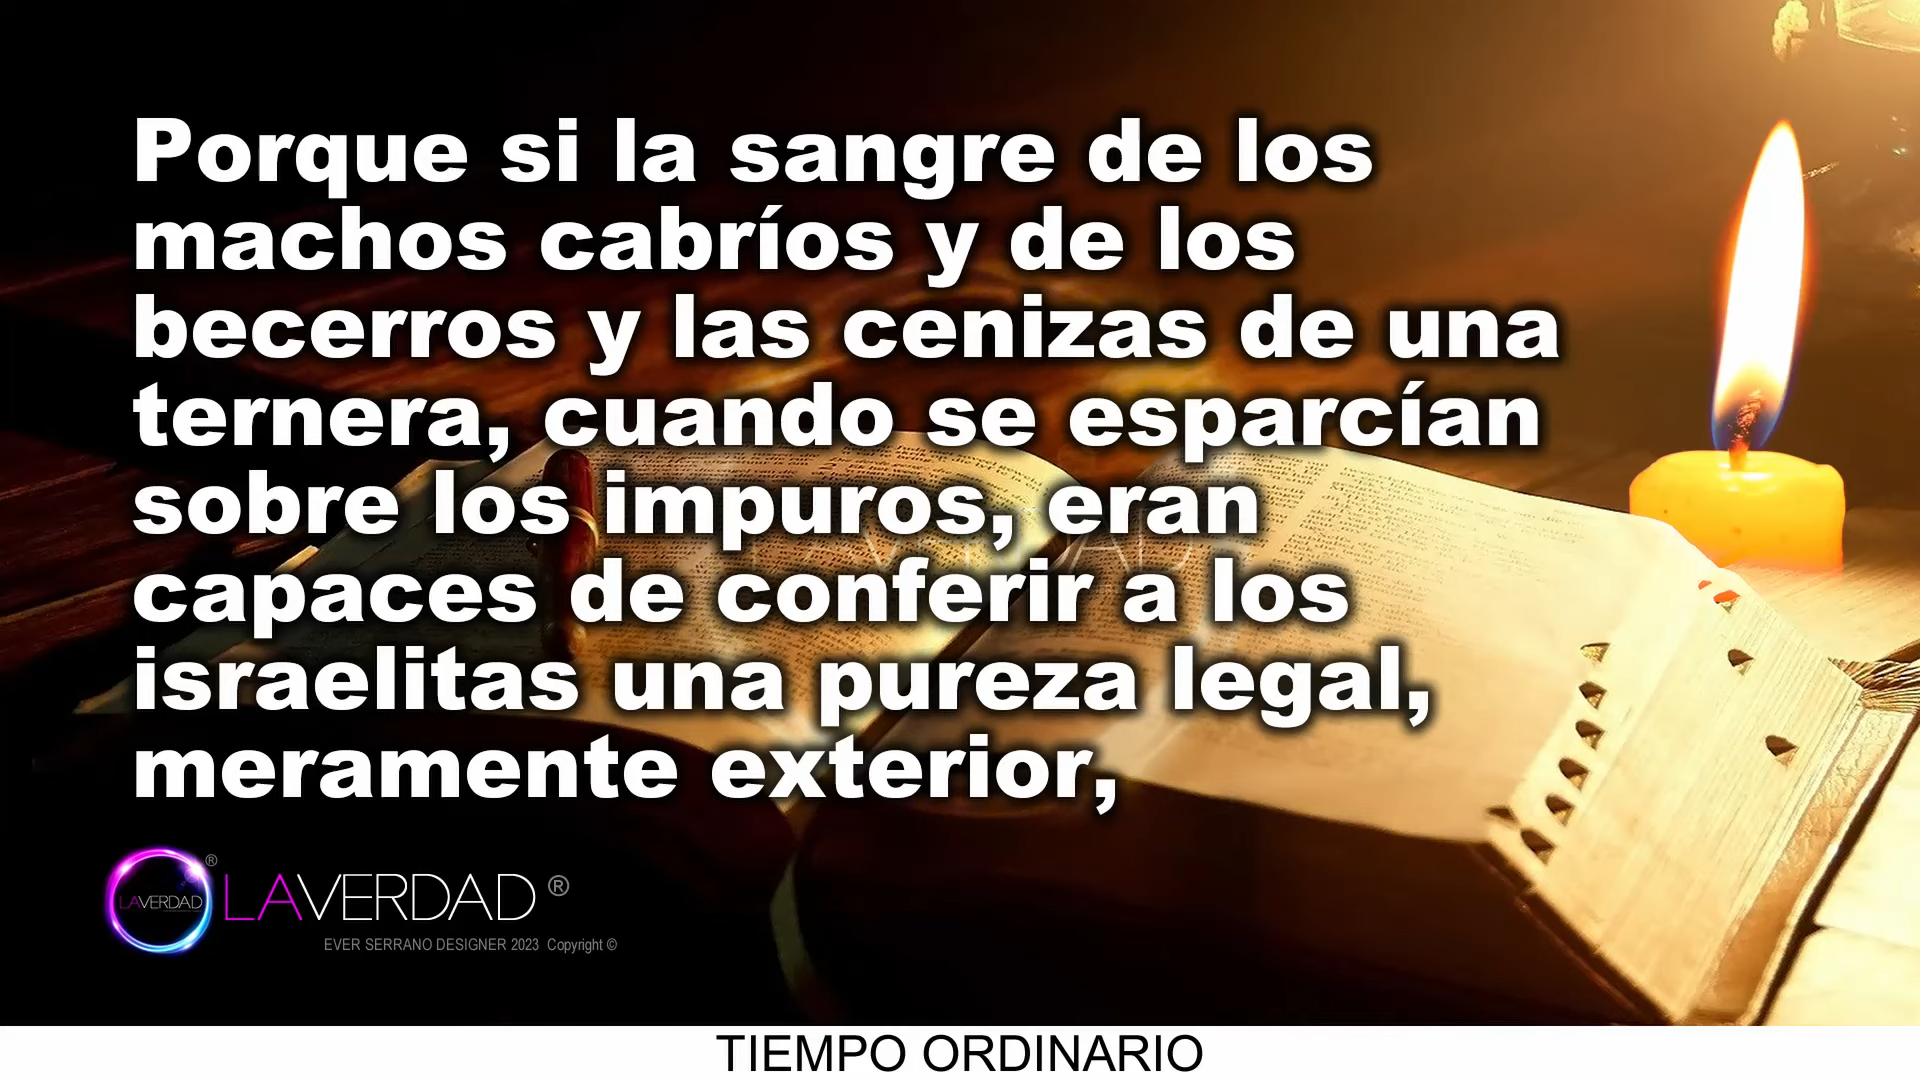 Porque si la sangre de los
machos cabríos y de los
becerros y las cenizas de una
ternera, cuando se esparcían
sobre los impuros, eran
capaces de conferir a los
israelitas una pureza legal,
meramente exterior,
LAVERDAD ®
LAVERDAD ®
EVER SERRANO DESIGNER 2023 Copyright ©
TIEMPO ORDINARIO